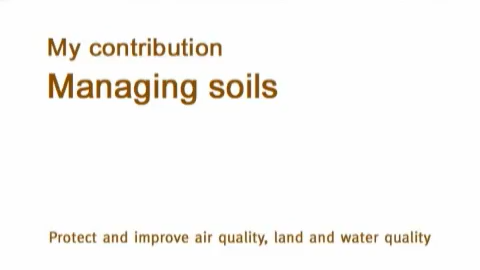 My contribution
Managing soils
Protect and improve air quality, land and water quality